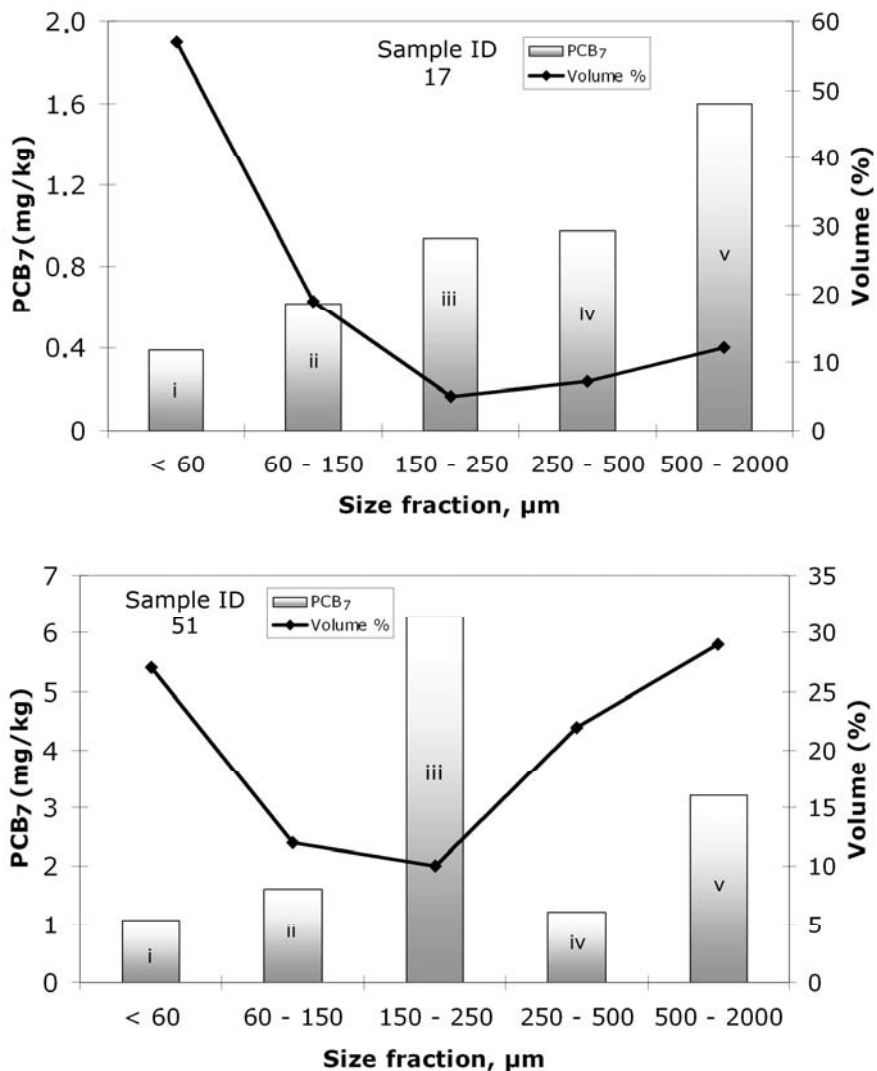 2.0
1.6
1.2
0.8
0.4
0
PCB₇(mg/kg)
Sample ID
17
PCB₇
Volume %
i
ii
iii
iv
v
60
50
40
30
20
10
0
Volume (%)
< 60
60 - 150
150 - 250
250 - 500
500 - 2000
Size fraction, µm
7
6
5
4
3
2
1
0
PCB₇(mg/kg)
Sample ID
51
PCB₇
Volume %
i
ii
iii
iv
v
35
30
25
20
15
10
5
0
Volume (%)
< 60
60 - 150
150 - 250
250 - 500
500 - 2000
Size fraction, µm